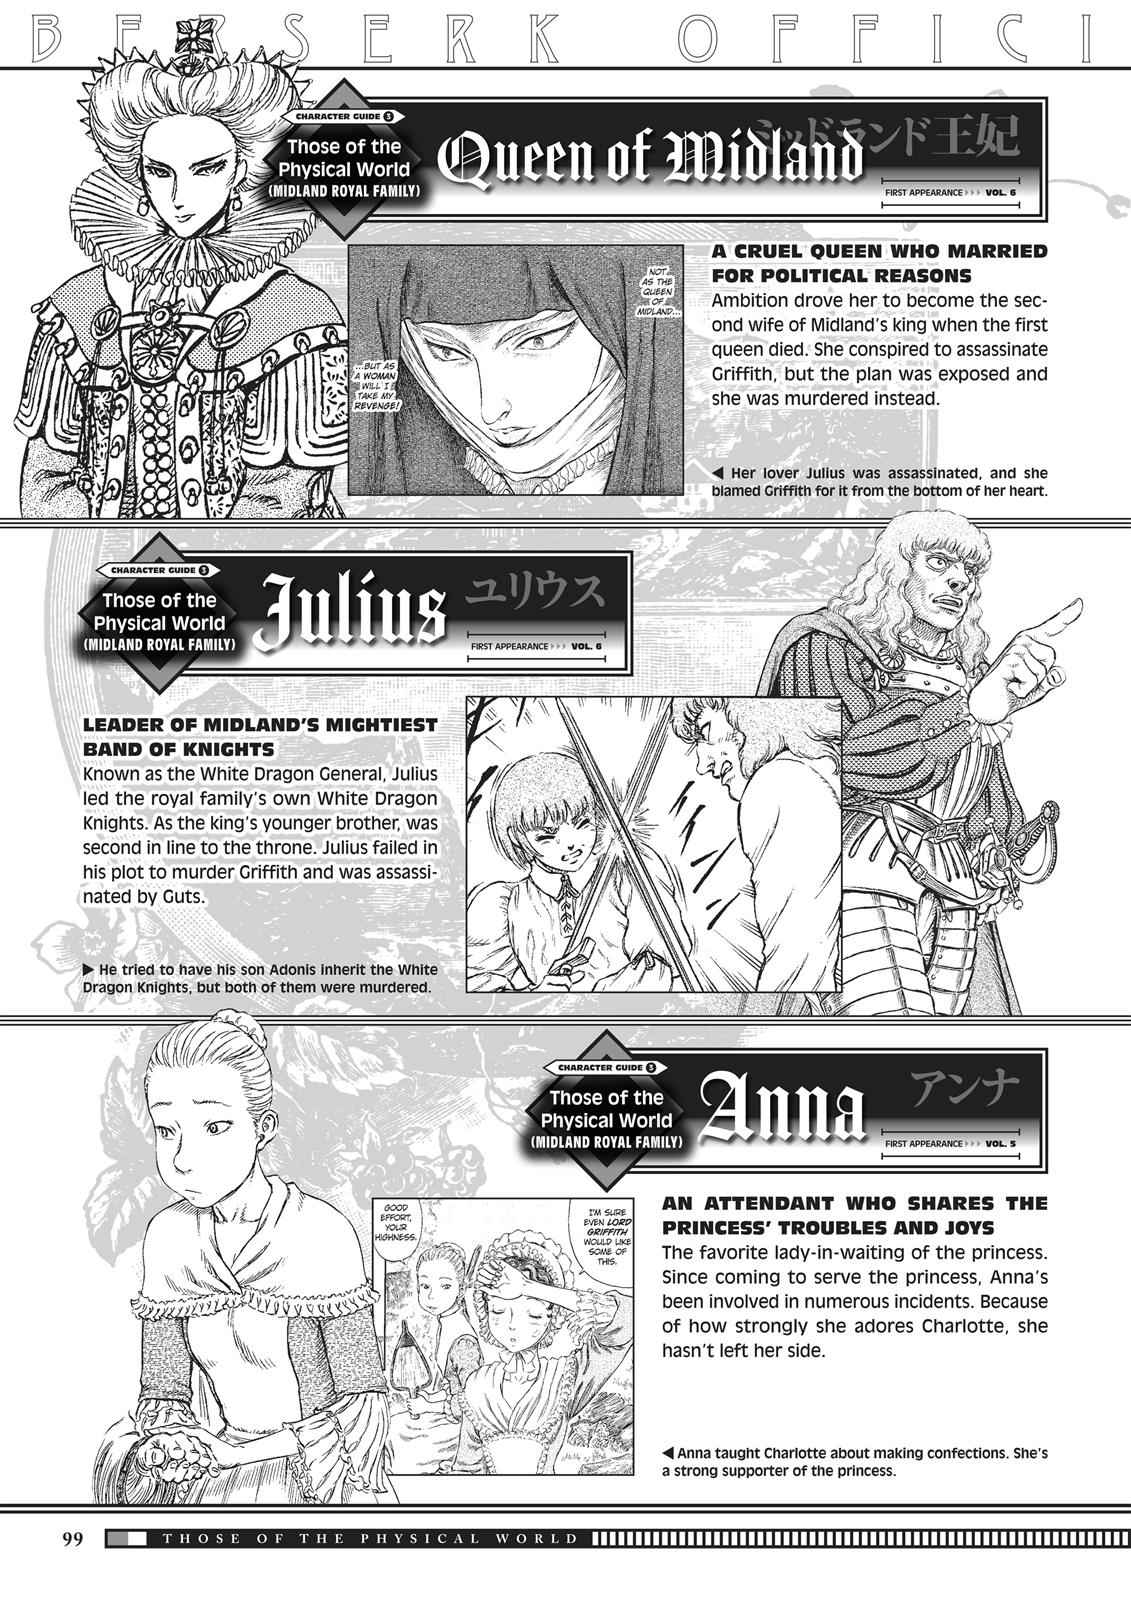 BERSERK OFFICI
CHARACTER GUIDE 3
Those of the
Physical World
(MIDLAND ROYAL FAMILY)
Queen of Midland
ミッドランド王妃
FIRST APPEARANCE VOL. 6
NOT
AS THE
QUEEN
OF
MIDLAND...
...BUT AS
A WOMAN
WILL I
TAKE MY
REVENGE!
A CRUEL QUEEN WHO MARRIED
FOR POLITICAL REASONS
Ambition drove her to become the sec-
ond wife of Midland's king when the first
queen died. She conspired to assassinate
Griffith, but the plan was exposed and
she was murdered instead.
◀ Her lover Julius was assassinated, and she
blamed Griffith for it from the bottom of her heart.
CHARACTER GUIDE 3
Those of the
Physical World
(MIDLAND ROYAL FAMILY)
Julius
ユリウス
FIRST APPEARANCE VOL. 6
LEADER OF MIDLAND'S MIGHTIEST
BAND OF KNIGHTS
Known as the White Dragon General, Julius
led the royal family's own White Dragon
Knights. As the king's younger brother, was
second in line to the throne. Julius failed in
his plot to murder Griffith and was assassi-
nated by Guts.
▶ He tried to have his son Adonis inherit the White
Dragon Knights, but both of them were murdered.
CHARACTER GUIDE 3
Those of the
Physical World
(MIDLAND ROYAL FAMILY)
Anna
アンナ
FIRST APPEARANCE VOL. 5
GOOD
EFFORT,
YOUR
HIGHNESS.
I'M SURE
EVEN LORD
GRIFFITH
WOULD LIKE
SOME OF
THIS.
AN ATTENDANT WHO SHARES THE
PRINCESS' TROUBLES AND JOYS
The favorite lady-in-waiting of the princess.
Since coming to serve the princess, Anna's
been involved in numerous incidents. Because
of how strongly she adores Charlotte, she
hasn't left her side.
◀ Anna taught Charlotte about making confections. She's
a strong supporter of the princess.
99
THOSE OF THE PHYSICAL WORLD